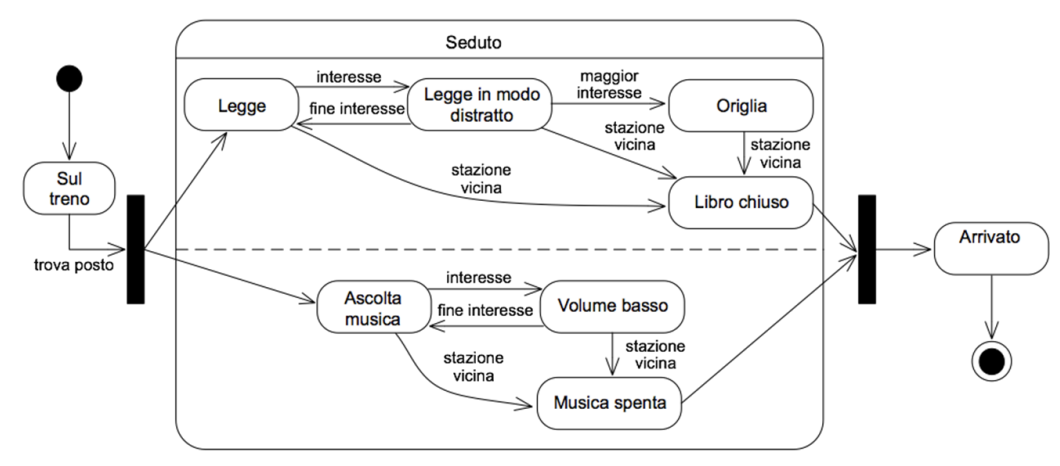 Seduto
interesse
maggior
interesse
Legge
Legge in modo
distratto
Origlia
fine interesse
stazione
vicina
stazione
vicina
Sul
treno
stazione
vicina
Libro chiuso
trova posto
Arrivato
interesse
Ascolta
musica
fine interesse
Volume basso
stazione
vicina
stazione
vicina
Musica spenta